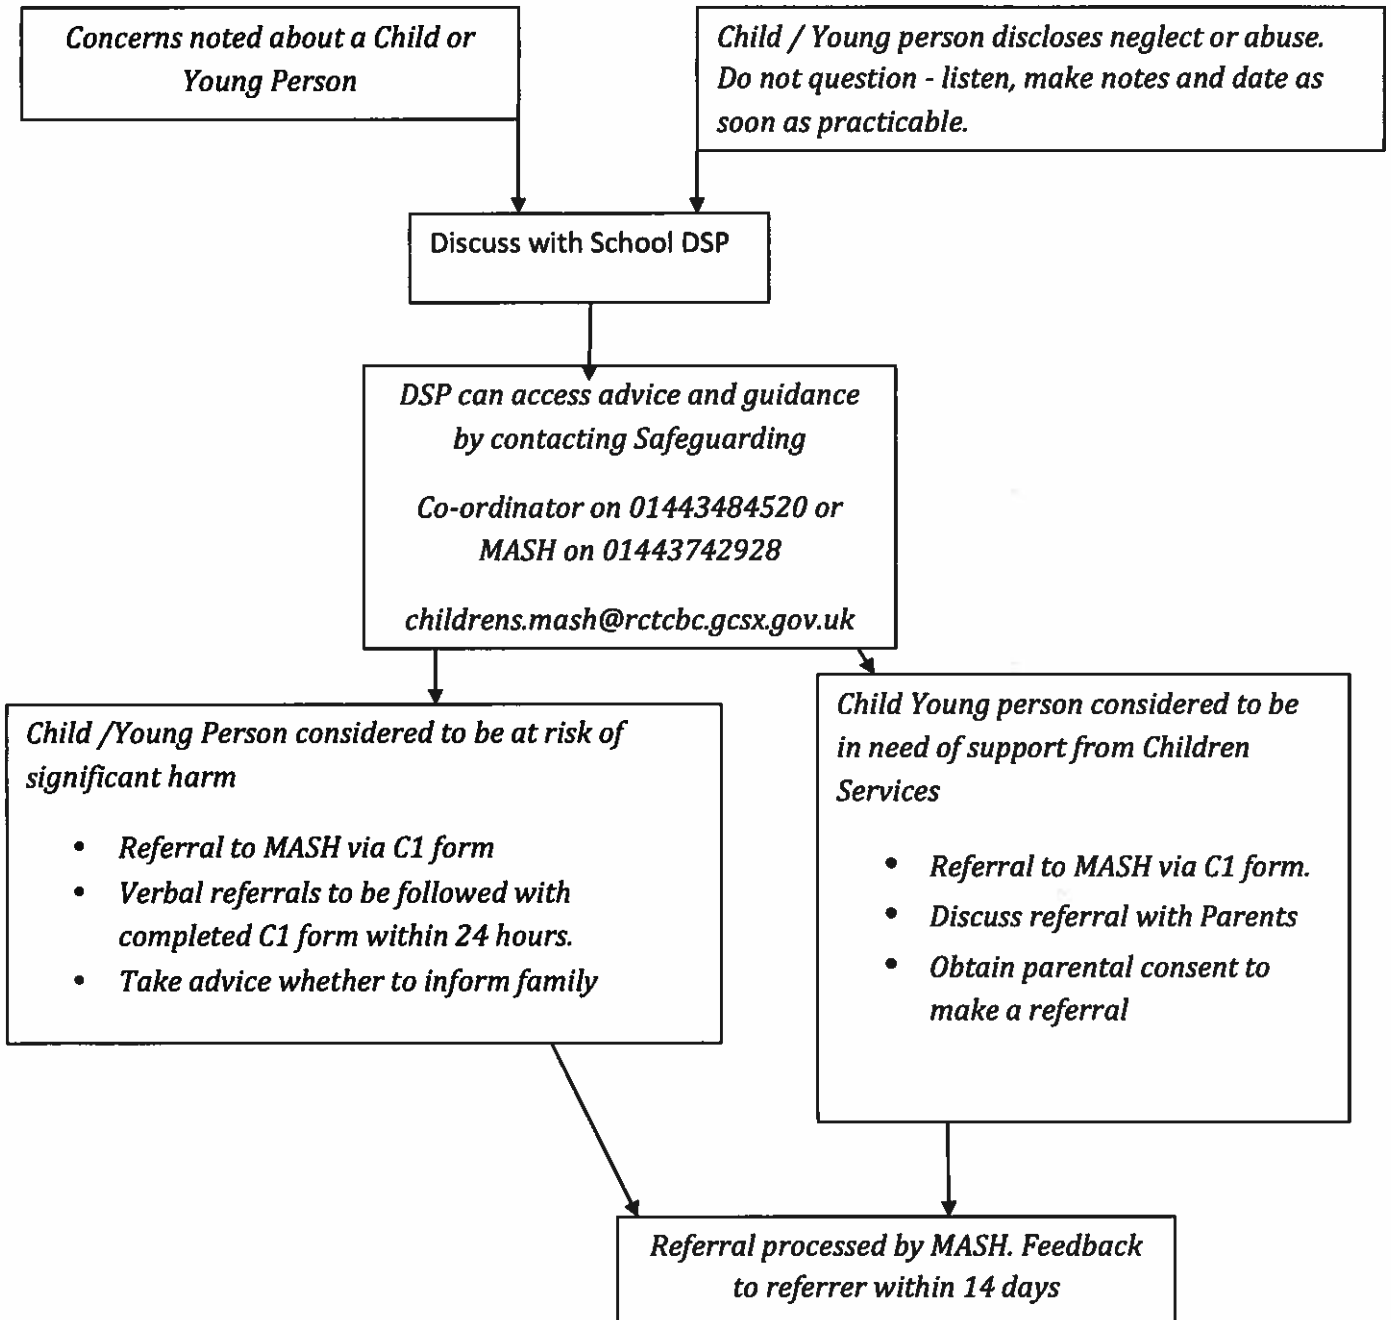 Concerns noted about a Child or
Young Person
Child / Young person discloses neglect or abuse.
Do not question - listen, make notes and date as
soon as practicable.
Discuss with School DSP
DSP can access advice and guidance
by contacting Safeguarding
Co-ordinator on 01443484520 or
MASH on 01443742928
childrens.mash@rctcbc.gcsx.gov.uk
Child /Young Person considered to be at risk of
significant harm
• Referral to MASH via C1 form
• Verbal referrals to be followed with
completed C1 form within 24 hours.
• Take advice whether to inform family
Child Young person considered to be
in need of support from Children
Services
• Referral to MASH via C1 form.
• Discuss referral with Parents
• Obtain parental consent to
make a referral
Referral processed by MASH. Feedback
to referrer within 14 days